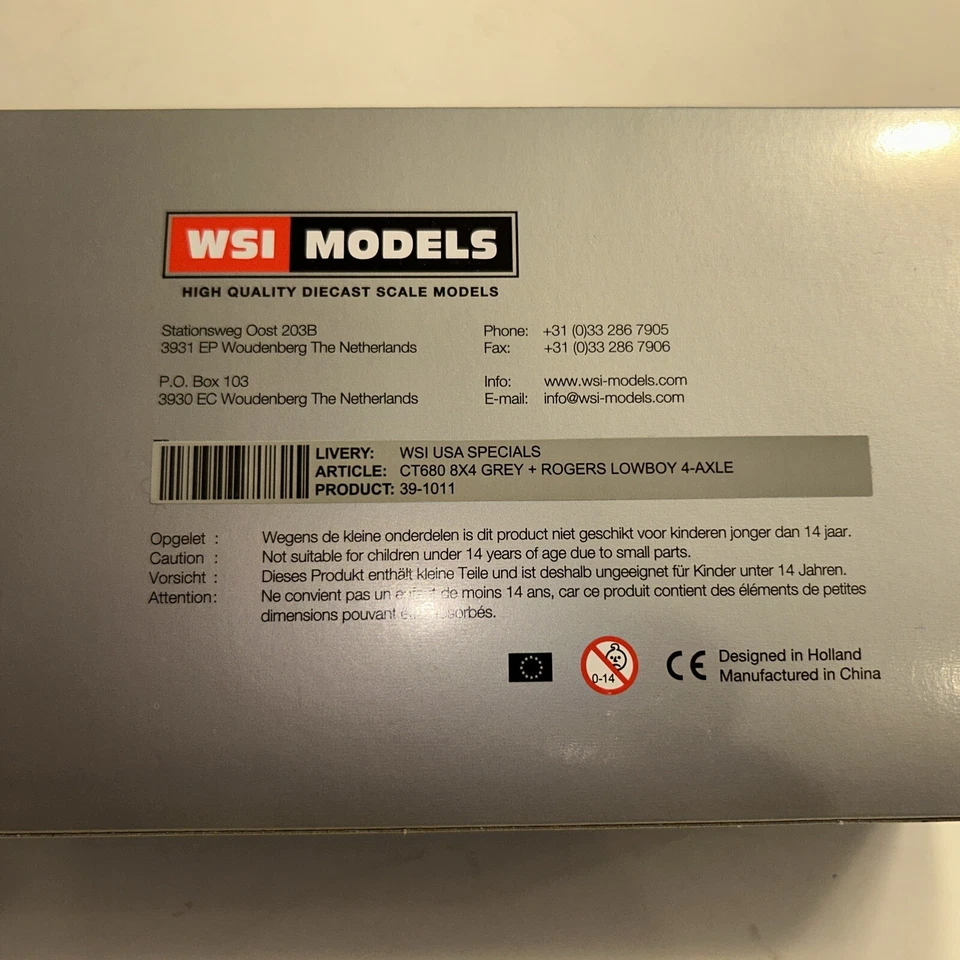 WSI MODELS
HIGH QUALITY DIECAST SCALE MODELS
Stationsweg Oost 203B
3931 EP Woudenberg The Netherlands
P.O. Box 103
3930 EC Woudenberg The Netherlands
Phone: +31 (0)33 286 7905
Fax: +31 (0)33 286 7906
Info: www.wsi-models.com
E-mail: info@wsi-models.com
LIVERY: WSI USA SPECIALS
ARTICLE: CT680 8X4 GREY + ROGERS LOWBOY 4-AXLE
PRODUCT: 39-1011
Opgelet : Wegens de kleine onderdelen is dit product niet geschikt voor kinderen jonger dan 14 jaar.
Caution : Not suitable for children under 14 years of age due to small parts.
Vorsicht : Dieses Produkt enthält kleine Teile und ist deshalb ungeeignet für Kinder unter 14 Jahren.
Attention: Ne convient pas un de moins 14 ans, car ce produit contient des éléments de petites
dimensions pouvant
0-14
CE
Designed in Holland
Manufactured in China